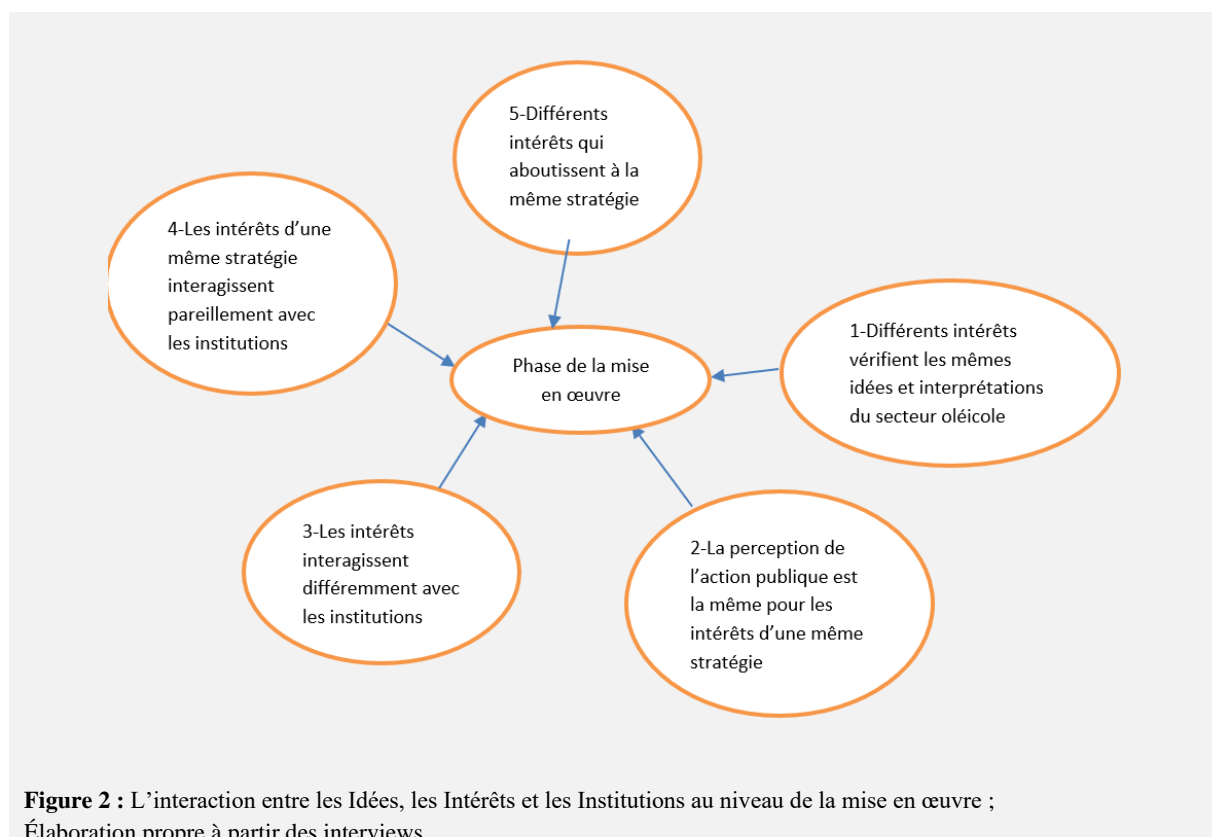 5-Différents
intérêts qui
aboutissent à la
même stratégie
4-Les intérêts d’une
même stratégie
interagissent
pareillement avec
les institutions
1-Différents intérêts
vérifient les mêmes
idées et interprétations
du secteur oléicole
Phase de la mise
en œuvre
3-Les intérêts
interagissent
différemment avec
les institutions
2-La perception de
l’action publique est
la même pour les
intérêts d’une même
stratégie
Figure 2 : L’interaction entre les Idées, les Intérêts et les Institutions au niveau de la mise en œuvre ;
Élaboration propre à partir des interviews